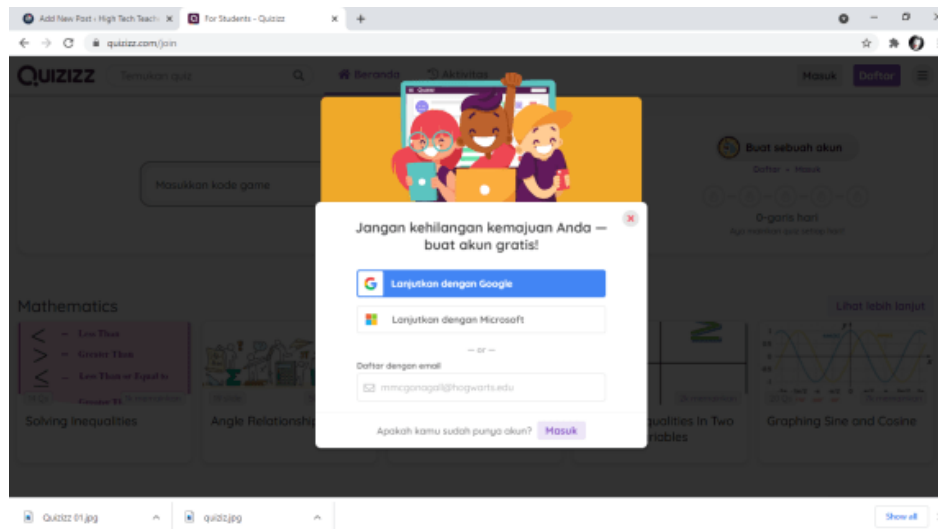 Add New Post ‹ High Tech Teach
For Students - Quizizz
quizizz.com/join
QUIZIZZ
Temukan quiz
Beranda
Aktivitas
Masuk
Daftar
Quizizz
Buat sebuah akun
Daftar - Masuk
Masukkan kode game
0-garis hari
Jangan kehilangan kemajuan Anda —
buat akun gratis!
Lanjutkan dengan Google
Lanjutkan dengan Microsoft
— or —
Daftar dengan email
mmcgonagall@hogwarts.edu
Apakah kamu sudah punya akun? Masuk
Mathematics
Lihat lebih lanjut
Less Than
Greater Than
Less Than or Equal to
Solving Inequalities
Angle Relationship
qualities in Two
riables
Graphing Sine and Cosine
Quizizz 01.jpg
quiziz.jpg
Show all